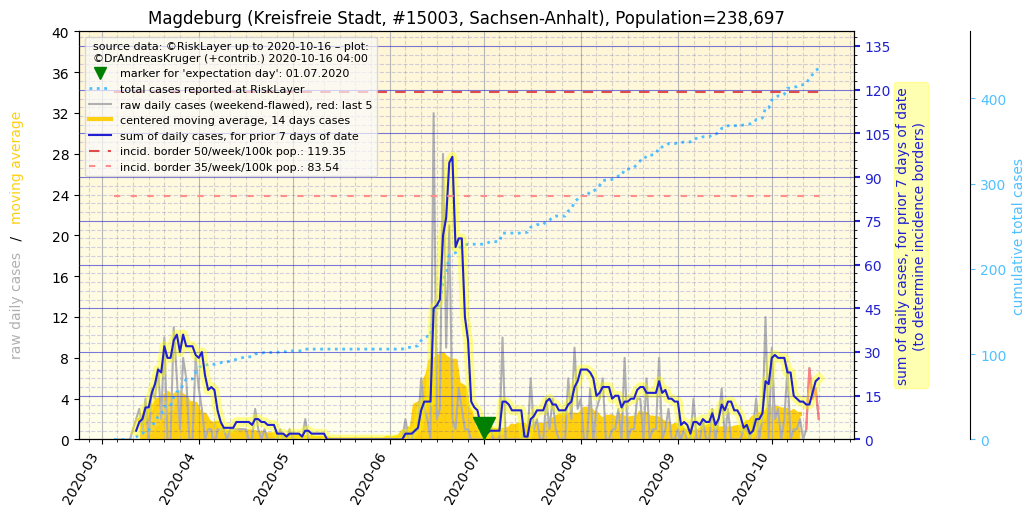 Magdeburg (Kreisfreie Stadt, #15003, Sachsen-Anhalt), Population=238,697
source data: ©RiskLayer up to 2020-10-16 – plot:
©DrAndreasKruger (+contrib.) 2020-10-16 04:00
marker for 'expectation day': 01.07.2020
total cases reported at RiskLayer
raw daily cases (weekend-flawed), red: last 5
centered moving average, 14 days cases
sum of daily cases, for prior 7 days of date
incid. border 50/week/100k pop.: 119.35
incid. border 35/week/100k pop.: 83.54
raw daily cases / moving average
40
36
32
28
24
20
16
12
8
4
0
135
120
105
90
75
60
45
30
15
0
sum of daily cases, for prior 7 days of date
(to determine incidence borders)
400
300
200
100
0
cumulative total cases
2020-03
2020-04
2020-05
2020-06
2020-07
2020-08
2020-09
2020-10